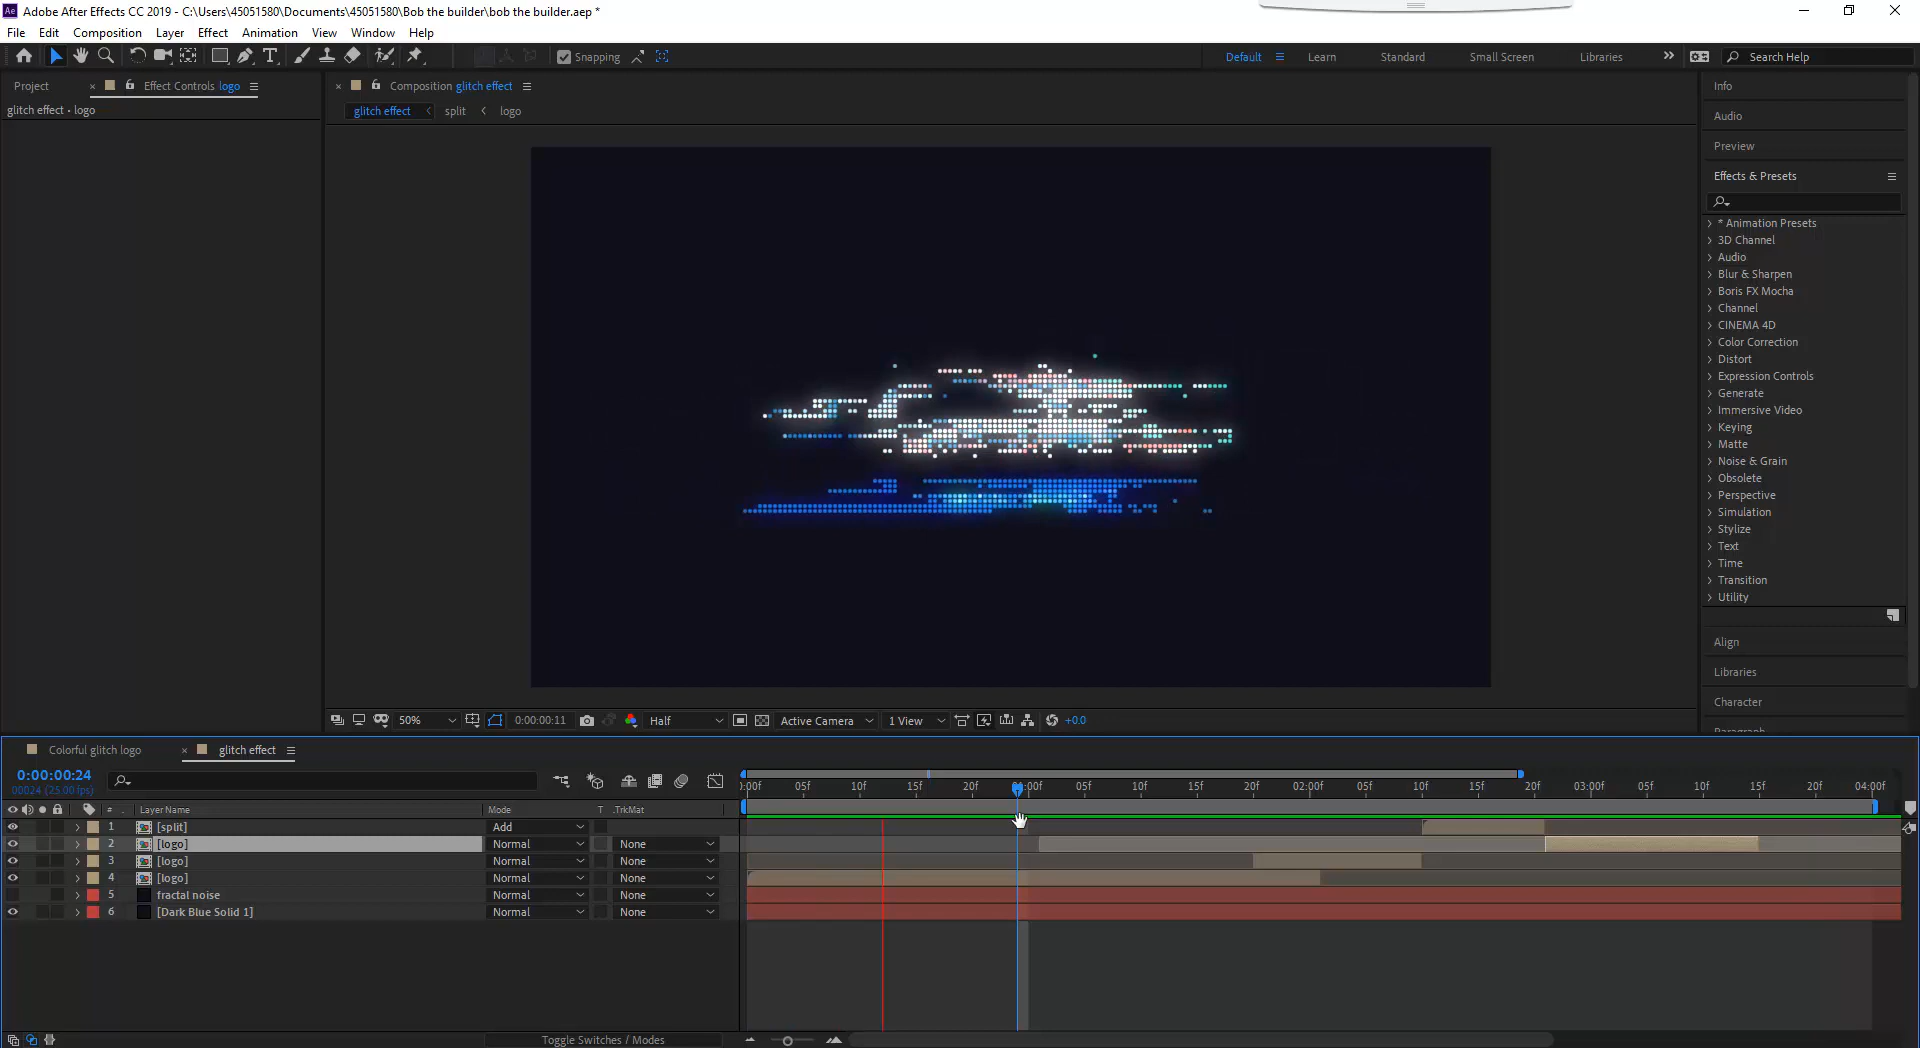 Adobe After Effects CC 2019 - C:\Users\45051580\Documents\45051580\Bob the builder\bob the builder.aep *
File Edit Composition Layer Effect Animation View Window Help
Snapping
Default Learn Standard Small Screen Libraries Search Help
Project Effect Controls logo
glitch effect • logo
Composition glitch effect
glitch effect split logo
Info
Audio
Preview
Effects & Presets
* Animation Presets
3D Channel
Audio
Blur & Sharpen
Boris FX Mocha
Channel
CINEMA 4D
Color Correction
Distort
Expression Controls
Generate
Immersive Video
Keying
Matte
Noise & Grain
Obsolete
Perspective
Simulation
Stylize
Text
Time
Transition
Utility
Align
Libraries
Character
Paragraph
50% 0:00:00:11 Half Active Camera 1 View +0.0
Colorful glitch logo glitch effect
0:00:00:24
00024 (25.00 fps)
:00f 05f 10f 15f 20f :00f 05f 10f 15f 20f 02:00f 05f 10f 15f 20f 03:00f 05f 10f 15f 20f 04:00f
# Layer Name Mode T .TrkMat
1 [split] Add
2 [logo] Normal None
3 [logo] Normal None
4 [logo] Normal None
5 fractal noise Normal None
6 [Dark Blue Solid 1] Normal None
Toggle Switches / Modes